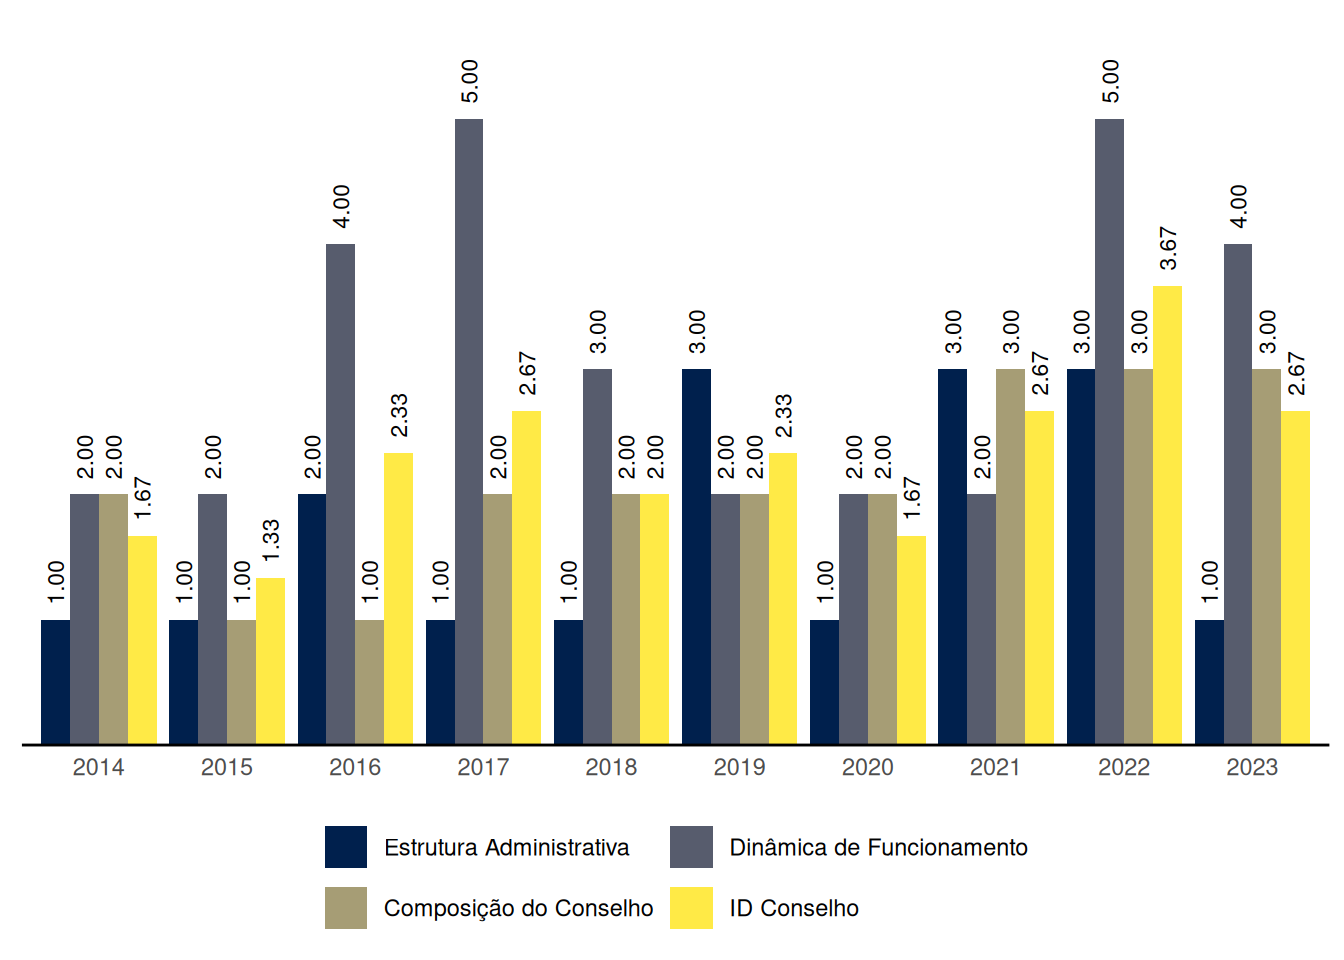 1.00 2.00 2.00 1.67 1.00 2.00 1.00 1.33 2.00 4.00 1.00 2.33 1.00 5.00 2.00 2.67 1.00 3.00 2.00 2.00 3.00 2.00 2.00 2.33 1.00 2.00 2.00 1.67 3.00 2.00 3.00 2.67 3.00 5.00 3.00 3.67 1.00 4.00 3.00 2.67
2014 2015 2016 2017 2018 2019 2020 2021 2022 2023
Estrutura Administrativa Dinâmica de Funcionamento
Composição do Conselho ID Conselho